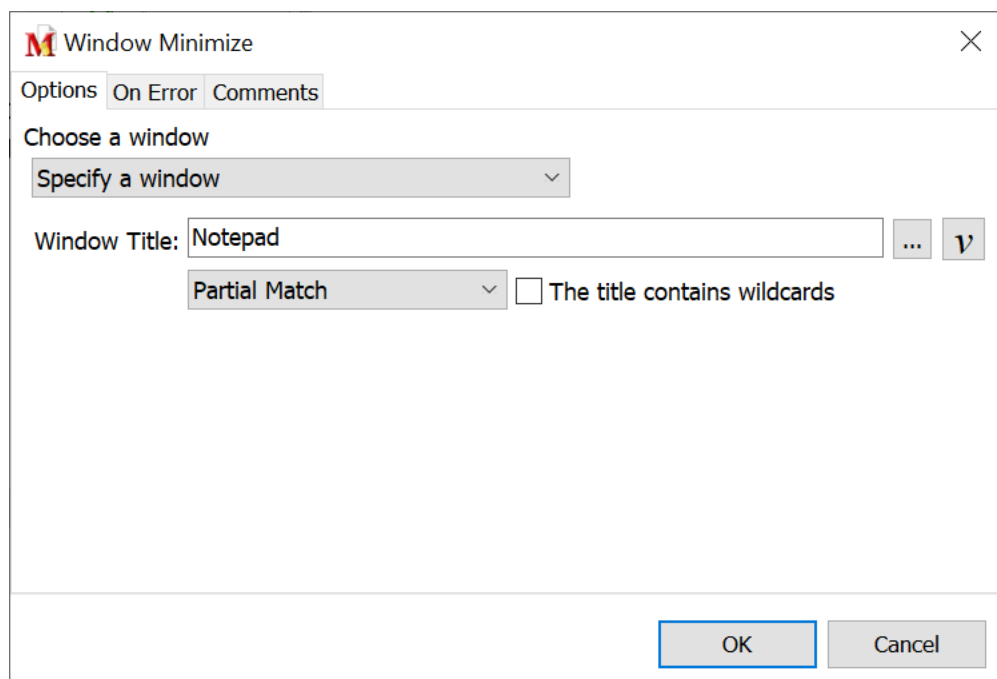 Window Minimize
Options On Error Comments
Choose a window
Specify a window
Window Title: Notepad ... v
Partial Match The title contains wildcards
OK Cancel